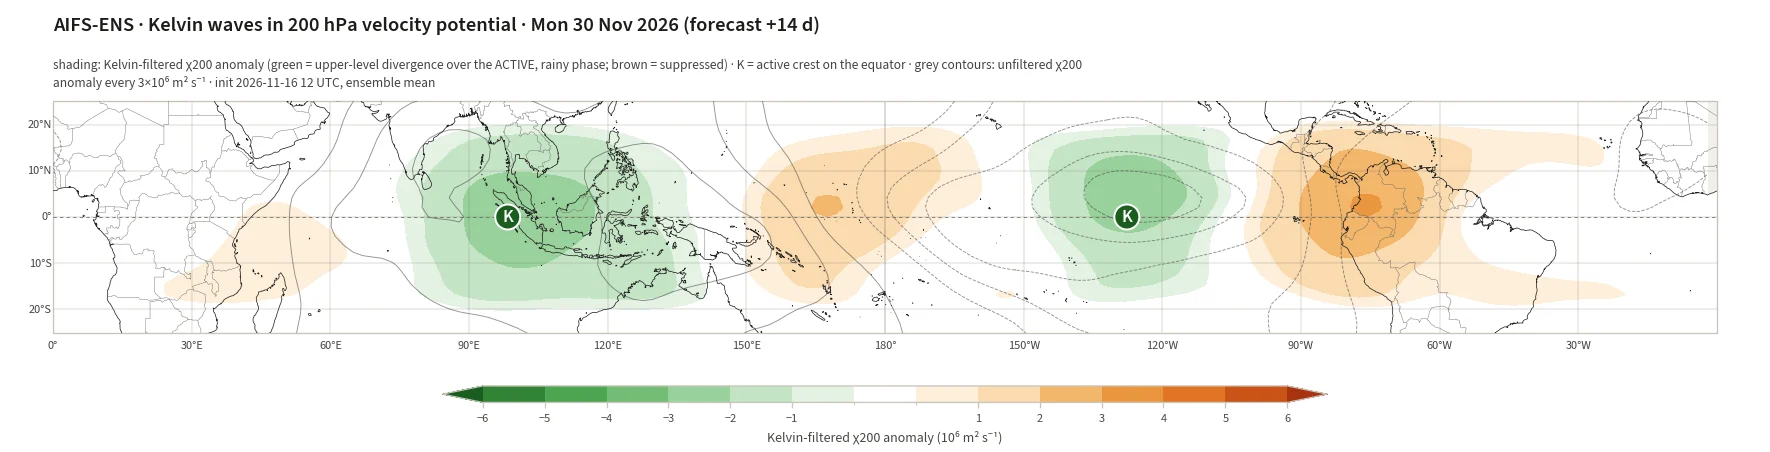 AIFS-ENS · Kelvin waves in 200 hPa velocity potential · Mon 30 Nov 2026 (forecast +14 d)
shading: Kelvin-filtered χ200 anomaly (green = upper-level divergence over the ACTIVE, rainy phase; brown = suppressed) · K = active crest on the equator · grey contours: unfiltered χ200
anomaly every 3×10⁶ m² s⁻¹ · init 2026-11-16 12 UTC, ensemble mean
20°N
10°N
0°
10°S
20°S
K
K
0° 30°E 60°E 90°E 120°E 150°E 180° 150°W 120°W 90°W 60°W 30°W
−6 −5 −4 −3 −2 −1 1 2 3 4 5 6
Kelvin-filtered χ200 anomaly (10⁶ m² s⁻¹)